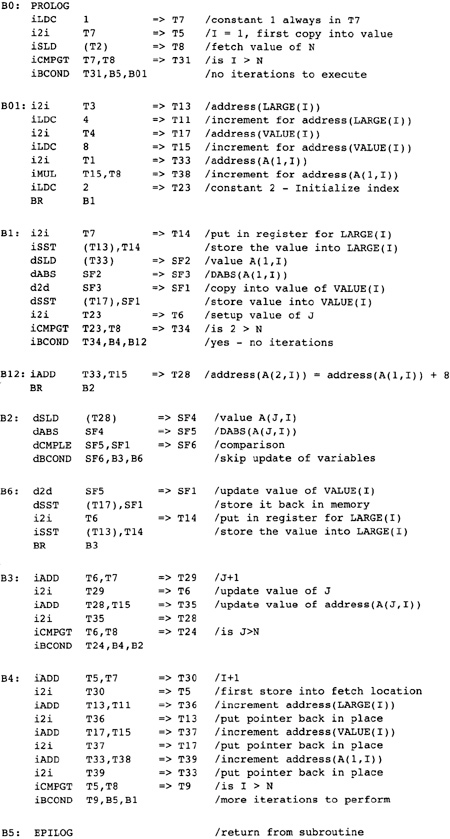 B0: PROLOG
iLDC 1 => T7 /constant 1 always in T7
i2i T7 => T5 /I = 1, first copy into value
iSLD (T2) => T8 /fetch value of N
iCMPGT T7,T8 => T31 /is I > N
iBCOND T31,B5,B01 /no iterations to execute
B01: i2i T3 => T13 /address(LARGE(I))
iLDC 4 => T11 /increment for address(LARGE(I))
i2i T4 => T17 /address(VALUE(I))
iLDC 8 => T15 /increment for address(VALUE(I))
i2i T1 => T33 /address(A(1,I))
iMUL T15,T8 => T38 /increment for address(A(1,I))
iLDC 2 => T23 /constant 2 - Initialize index
BR B1
B1: i2i T7 => T14 /put in register for LARGE(I)
iSST (T13),T14 /store the value into LARGE(I)
dSLD (T33) => SF2 /value A(1,I)
dABS SF2 => SF3 /DABS(A(1,I))
d2d SF3 => SF1 /copy into value of VALUE(I)
dSST (T17),SF1 /store value into VALUE(I)
i2i T23 => T6 /setup value of J
iCMPGT T23,T8 => T34 /is 2 > N
iBCOND T34,B4,B12 /yes - no iterations
B12: iADD T33,T15 => T28 /address(A(2,I)) = address(A(1,I)) + 8
BR B2
B2: dSLD (T28) => SF4 /value A(J,I)
dABS SF4 => SF5 /DABS(A(J,I))
dCMPLE SF5,SF1 => SF6 /comparison
dBCOND SF6,B3,B6 /skip update of variables
B6: d2d SF5 => SF1 /update value of VALUE(I)
dSST (T17),SF1 /store it back in memory
i2i T6 => T14 /put in register for LARGE(I)
iSST (T13),T14 /store the value into LARGE(I)
BR B3
B3: iADD T6,T7 => T29 /J+1
i2i T29 => T6 /update value of J
iADD T28,T15 => T35 /update value of address(A(J,I))
i2i T35 => T28
iCMPGT T6,T8 => T24 /is J>N
iBCOND T24,B4,B2
B4: iADD T5,T7 => T30 /I+1
i2i T30 => T5 /first store into fetch location
iADD T13,T11 => T36 /increment address(LARGE(I))
i2i T36 => T13 /put pointer back in place
iADD T17,T15 => T37 /increment address(VALUE(I))
i2i T37 => T17 /put pointer back in place
iADD T33,T38 => T39 /increment address(A(1,I))
i2i T39 => T33 /put pointer back in place
iCMPGT T5,T8 => T9 /is I > N
iBCOND T9,B5,B1 /more iterations to perform
B5: EPILOG /return from subroutine